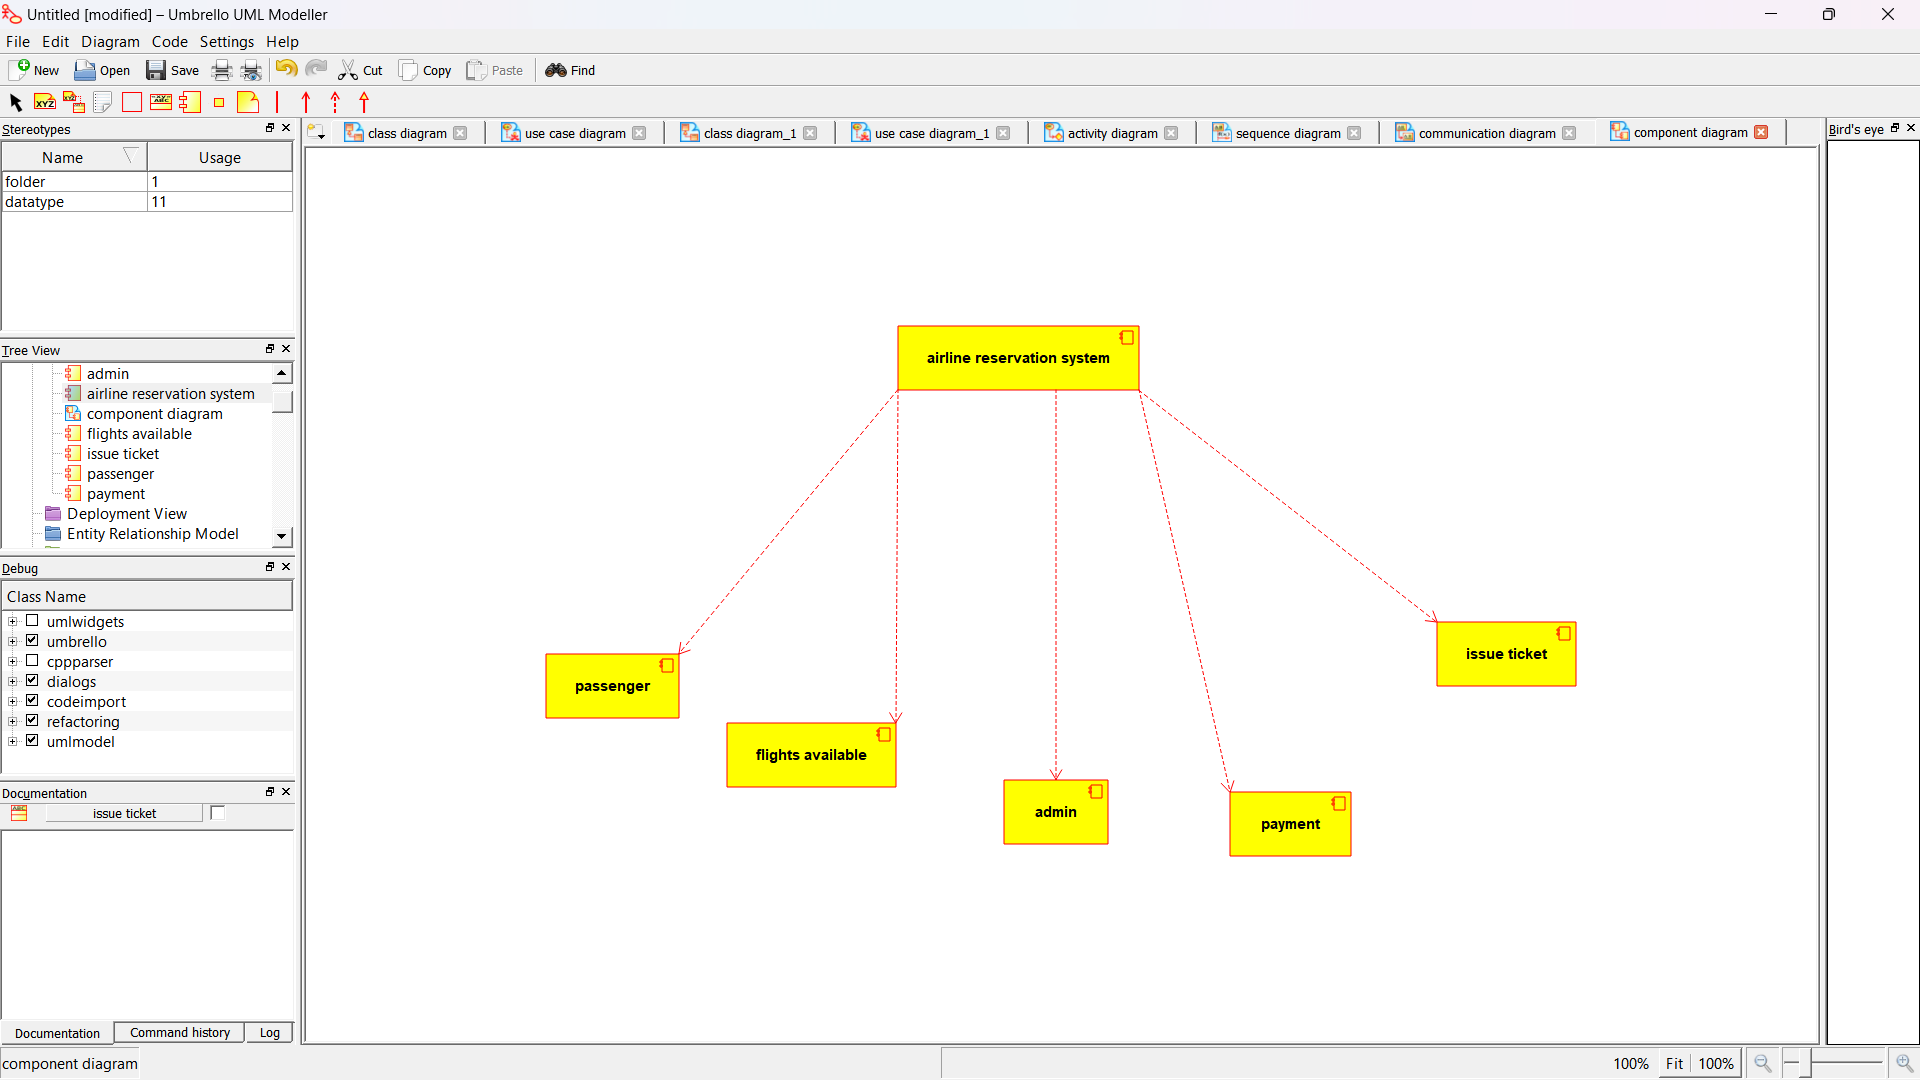 Untitled [modified] – Umbrello UML Modeller
File Edit Diagram Code Settings Help
New Open Save Cut Copy Paste Find
XYZ
Stereotypes
Name Usage
folder 1
datatype 11
class diagram use case diagram class diagram_1 use case diagram_1 activity diagram sequence diagram communication diagram component diagram
Bird's eye
Tree View
admin
airline reservation system
component diagram
flights available
issue ticket
passenger
payment
Deployment View
Entity Relationship Model
Debug
Class Name
umlwidgets
umbrello
cppparser
dialogs
codeimport
refactoring
umlmodel
Documentation
issue ticket
Documentation Command history Log
airline reservation system
passenger
flights available
admin
payment
issue ticket
component diagram
100% Fit 100%